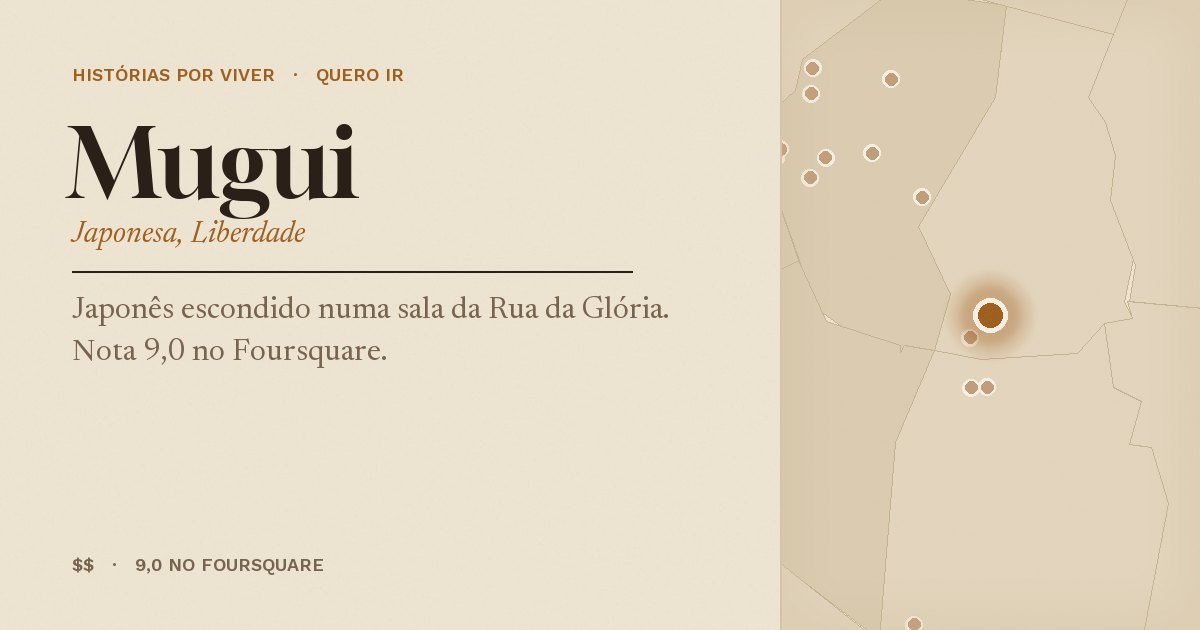 HISTÓRIAS POR VIVER · QUERO IR
Mugui
Japonesa, Liberdade
Japonês escondido numa sala da Rua da Glória.
Nota 9,0 no Foursquare.
$$ · 9,0 NO FOURSQUARE